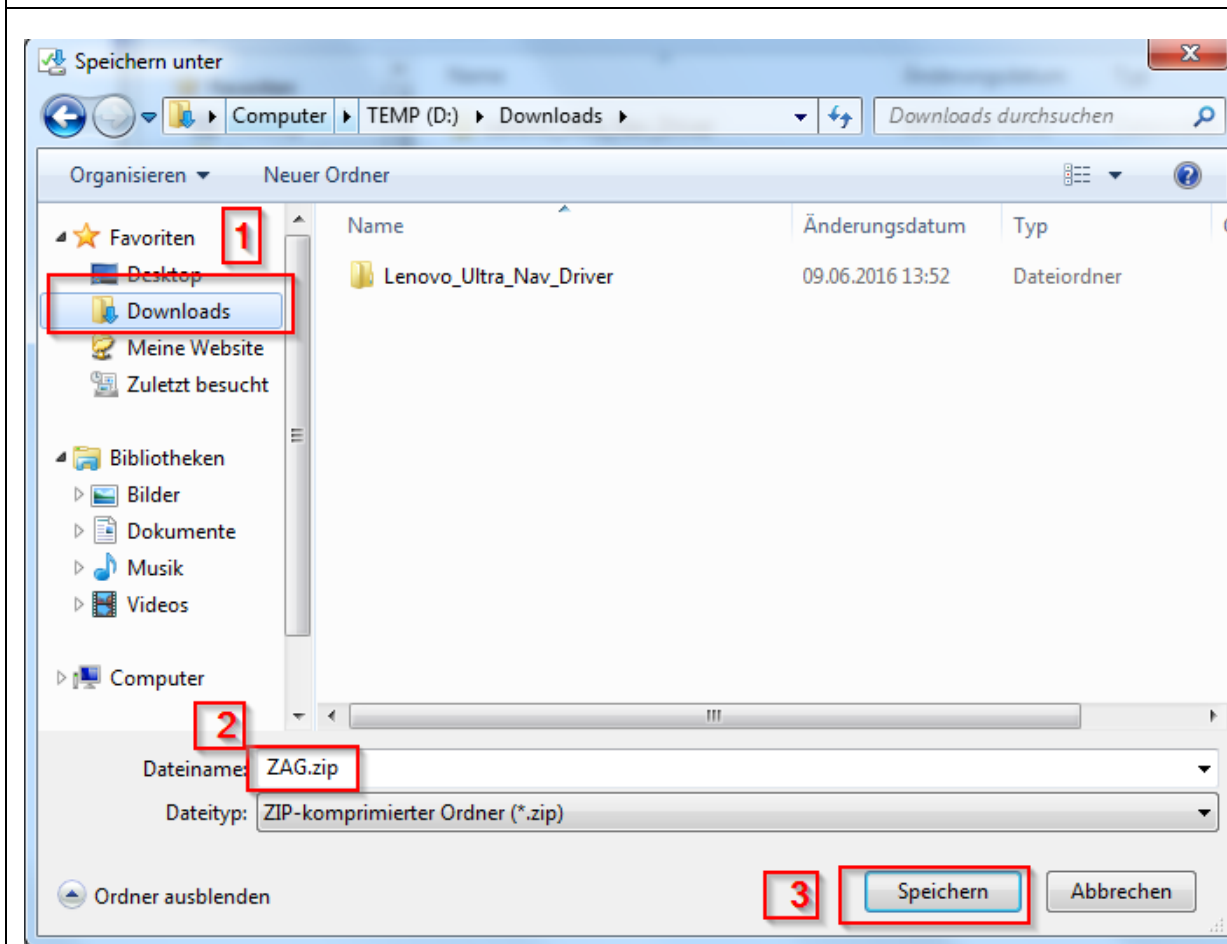 Speichern unter
Computer TEMP (D:) Downloads Downloads durchsuchen
Organisieren Neuer Ordner
1
Name Änderungsdatum Typ
Favoriten
Desktop
Downloads
Meine Website
Zuletzt besucht
Lenovo_Ultra_Nav_Driver 09.06.2016 13:52 Dateiordner
Bibliotheken
Bilder
Dokumente
Musik
Videos
Computer
2
Dateiname: ZAG.zip
Dateityp: ZIP-komprimierter Ordner (*.zip)
Ordner ausblenden
3
Speichern Abbrechen